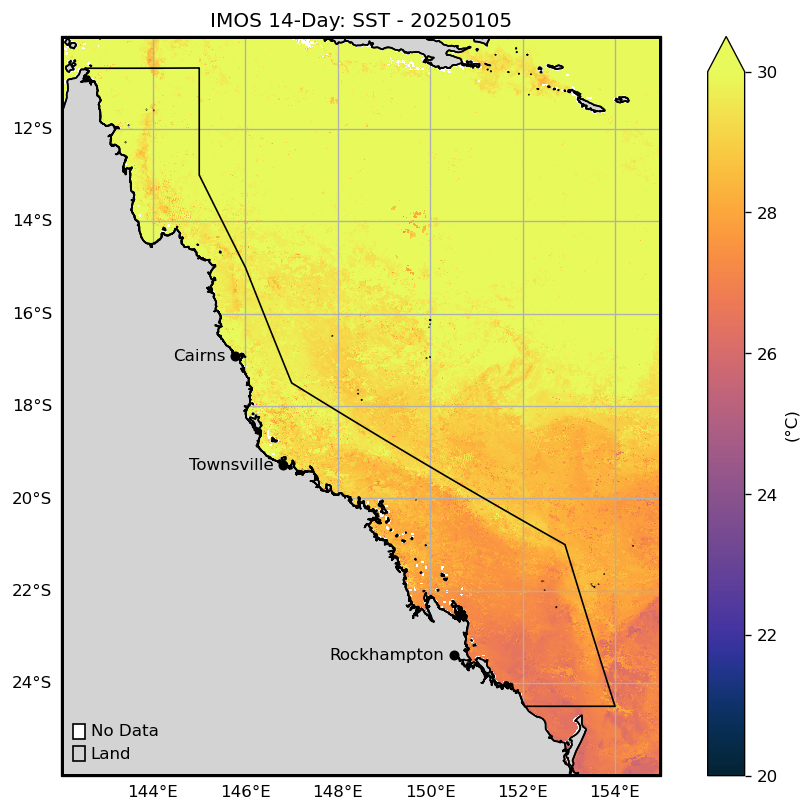 IMOS 14-Day: SST - 20250105
12°S
14°S
16°S
18°S
20°S
22°S
24°S
Cairns
Townsville
Rockhampton
No Data
Land
144°E 146°E 148°E 150°E 152°E 154°E
30
28
26
24
22
20
(°C)